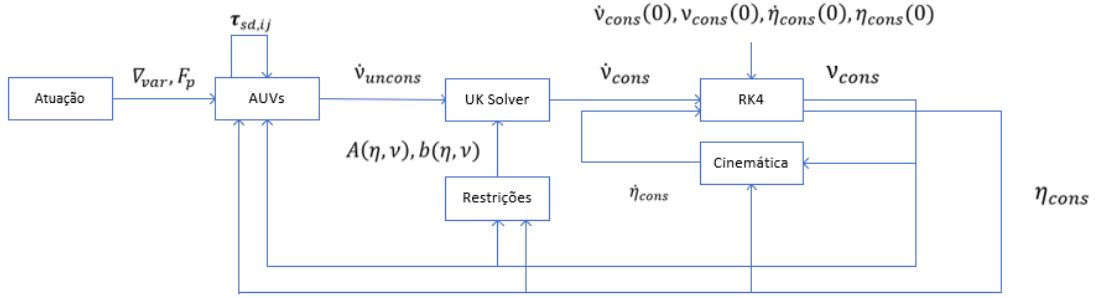 𝝉sd,ij
ν̇cons(0), νcons(0), η̇cons(0), ηcons(0)
Atuação
∇var, Fp
AUVs
ν̇uncons
UK Solver
ν̇cons
RK4
νcons
A(η, ν), b(η, ν)
Restrições
Cinemática
η̇cons
ηcons